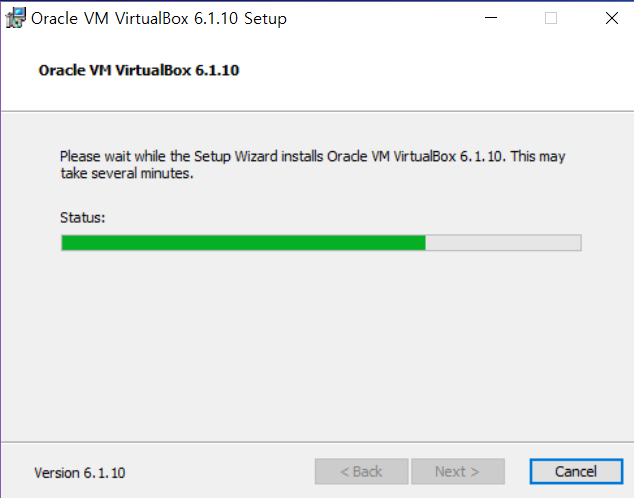 Oracle VM VirtualBox 6.1.10 Setup
Oracle VM VirtualBox 6.1.10
Please wait while the Setup Wizard installs Oracle VM VirtualBox 6.1.10. This may
take several minutes.
Status:
Version 6.1.10
< Back
Next >
Cancel